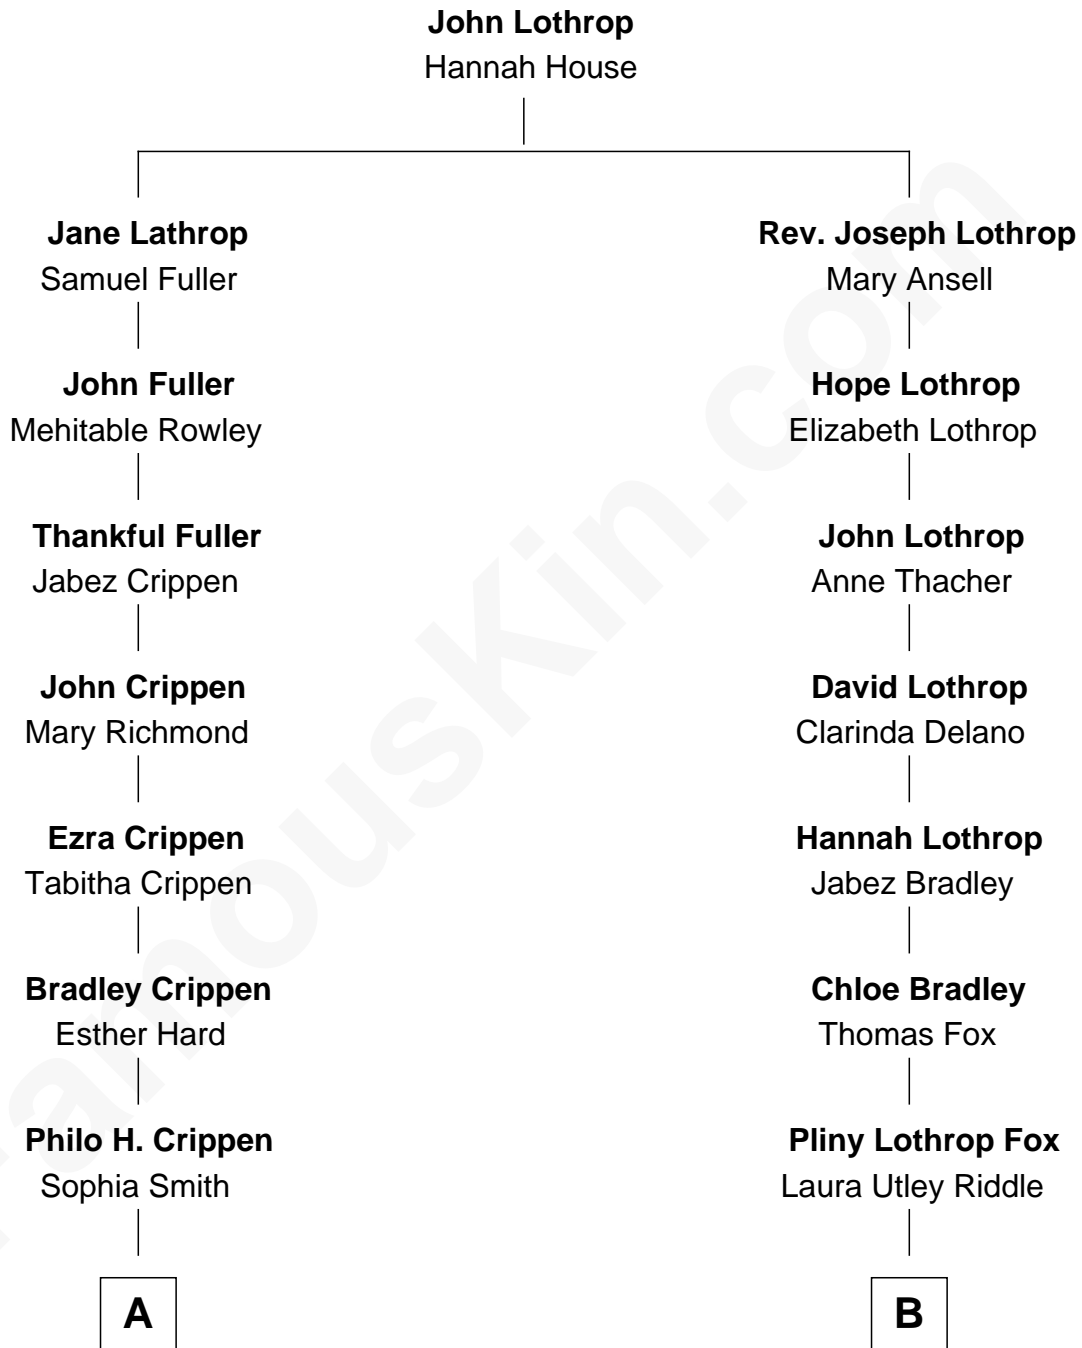 John Lothrop
Hannah House
Jane Lathrop
Samuel Fuller
Rev. Joseph Lothrop
Mary Ansell
John Fuller
Mehitable Rowley
Hope Lothrop
Elizabeth Lothrop
Thankful Fuller
Jabez Crippen
John Lothrop
Anne Thacher
John Crippen
Mary Richmond
David Lothrop
Clarinda Delano
Ezra Crippen
Tabitha Crippen
Hannah Lothrop
Jabez Bradley
Bradley Crippen
Esther Hard
Chloe Bradley
Thomas Fox
Philo H. Crippen
Sophia Smith
Pliny Lothrop Fox
Laura Utley Riddle
A
B
FamousKin.com